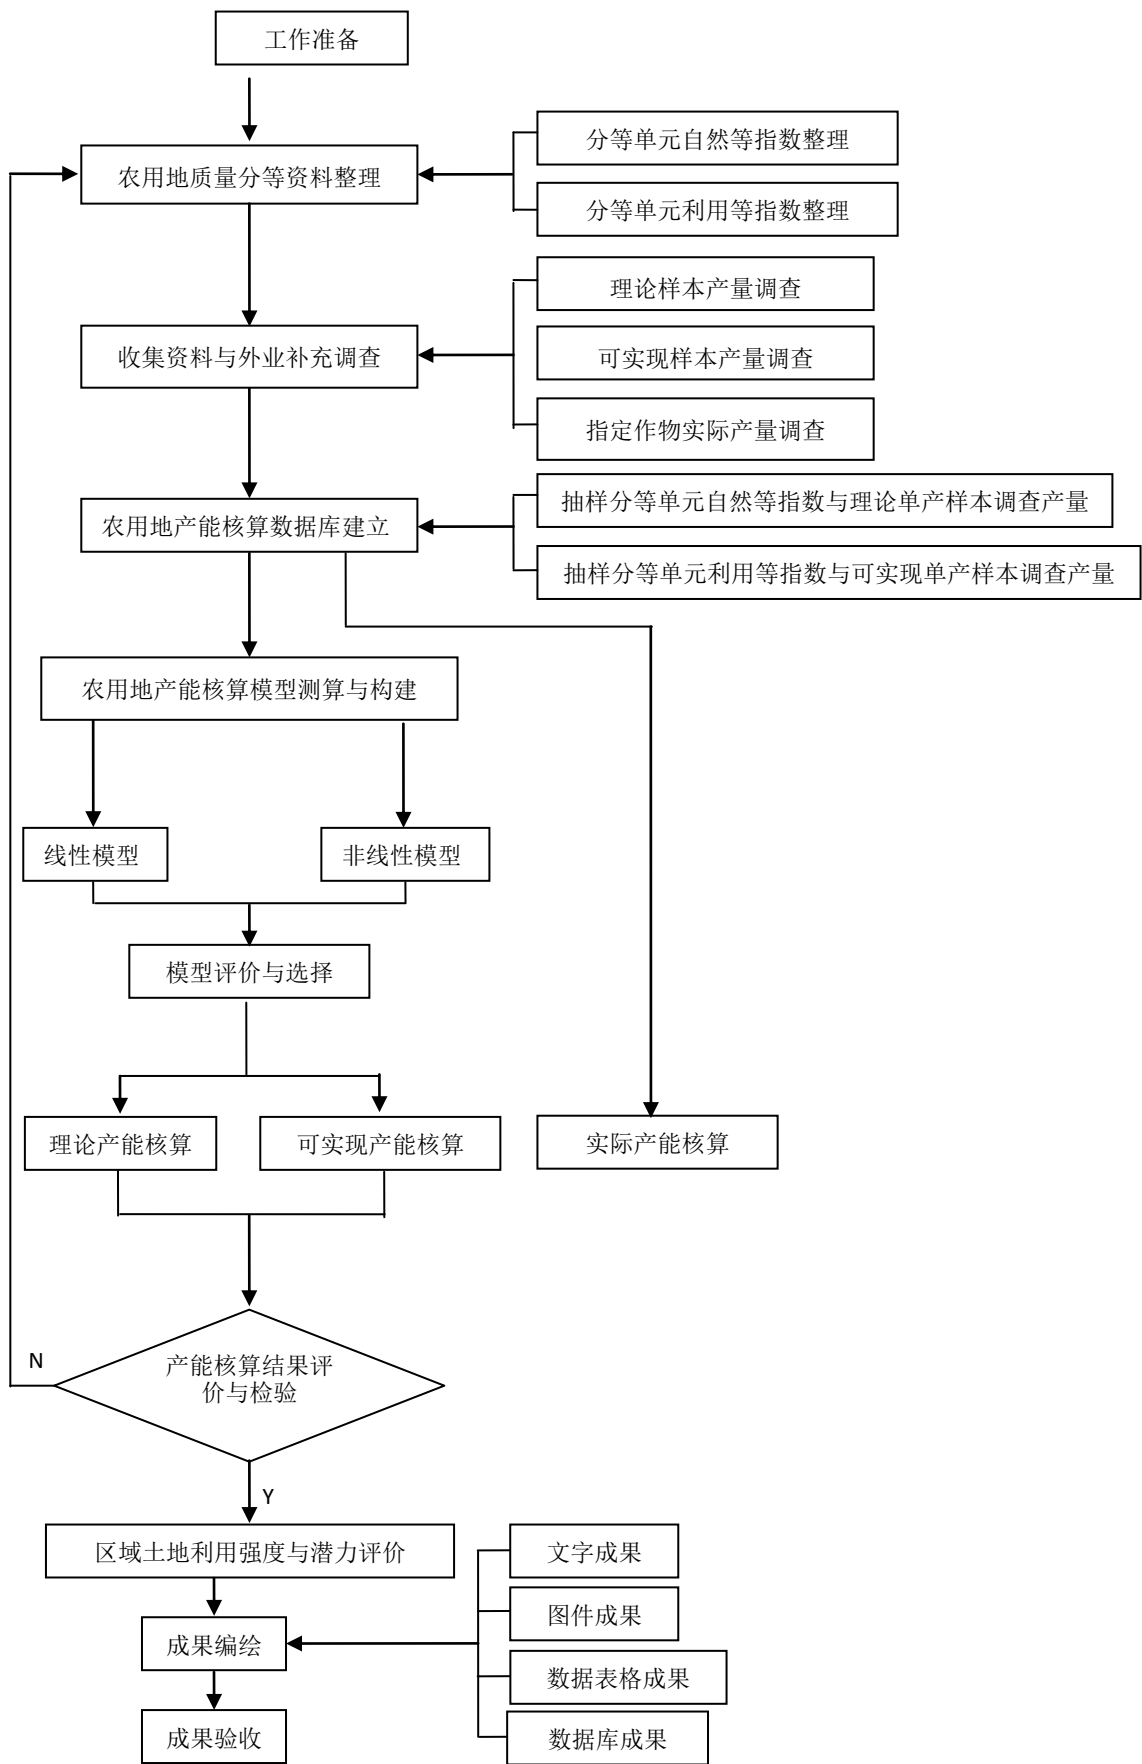 工作准备
分等单元自然等指数整理
农用地质量分等资料整理
分等单元利用等指数整理
理论样本产量调查
收集资料与外业补充调查
可实现样本产量调查
指定作物实际产量调查
抽样分等单元自然等指数与理论单产样本调查产量
农用地产能核算数据库建立
抽样分等单元利用等指数与可实现单产样本调查产量
农用地产能核算模型测算与构建
线性模型
非线性模型
模型评价与选择
理论产能核算
可实现产能核算
实际产能核算
N
产能核算结果评
价与检验
Y
区域土地利用强度与潜力评价
文字成果
图件成果
成果编绘
数据表格成果
成果验收
数据库成果